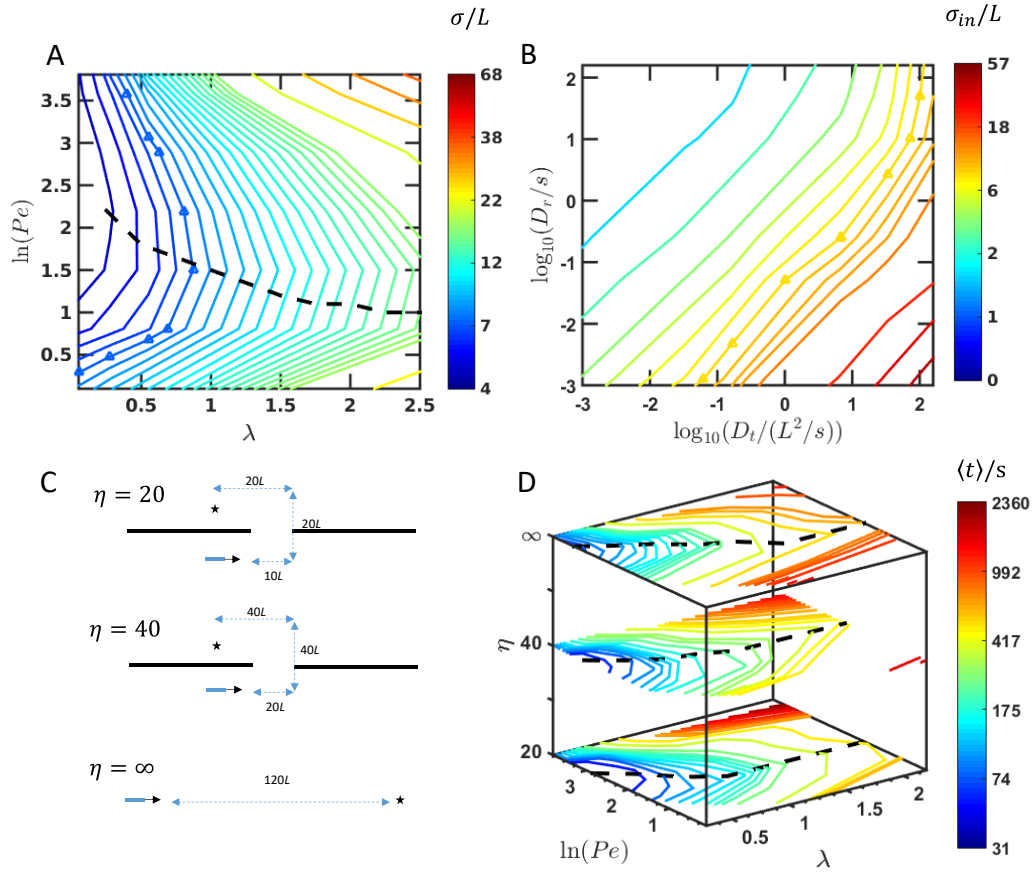 A
σ/L
68
38
22
12
7
4
3.5
3
2.5
2
1.5
1
0.5
ln(Pe)
0.5
1
1.5
2
2.5
λ
B
σ_in/L
57
18
6
2
1
0
2
1
0
-1
-2
-3
log₁₀(D_r/s)
-3
-2
-1
0
1
2
log₁₀(D_t/(L²/s))
C
η = 20
20L
20L
10L
η = 40
40L
40L
20L
η = ∞
120L
D
⟨t⟩/s
2360
992
417
175
74
31
∞
40
20
η
3
2
1
ln(Pe)
0.5
1
1.5
2
λ